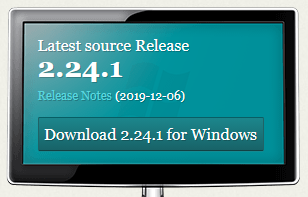 Latest source Release
2.24.1
Release Notes (2019-12-06)
Download 2.24.1 for Windows